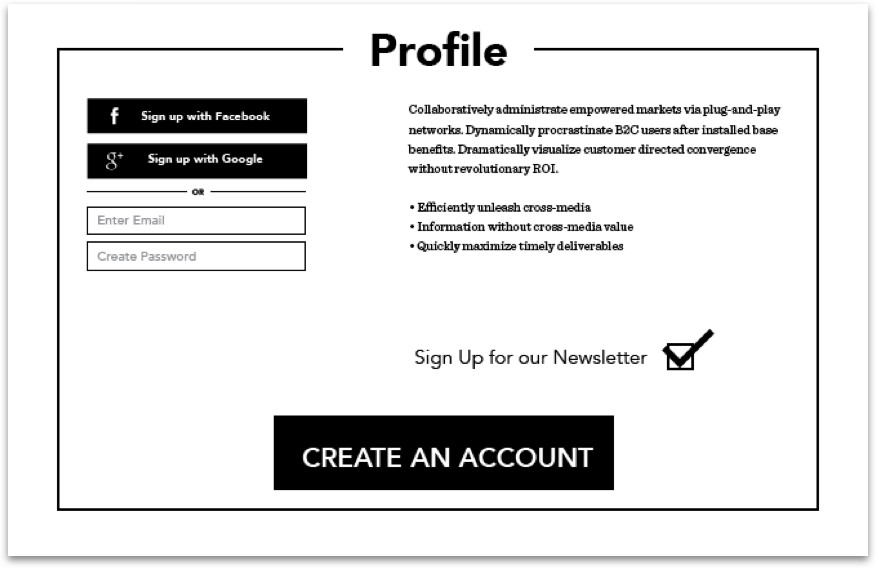 Profile
f Sign up with Facebook
g+ Sign up with Google
OR
Enter Email
Create Password
Collaboratively administrate empowered markets via plug-and-play
networks. Dynamically procrastinate B2C users after installed base
benefits. Dramatically visualize customer directed convergence
without revolutionary ROI.
• Efficiently unleash cross-media
• Information without cross-media value
• Quickly maximize timely deliverables
Sign Up for our Newsletter
CREATE AN ACCOUNT